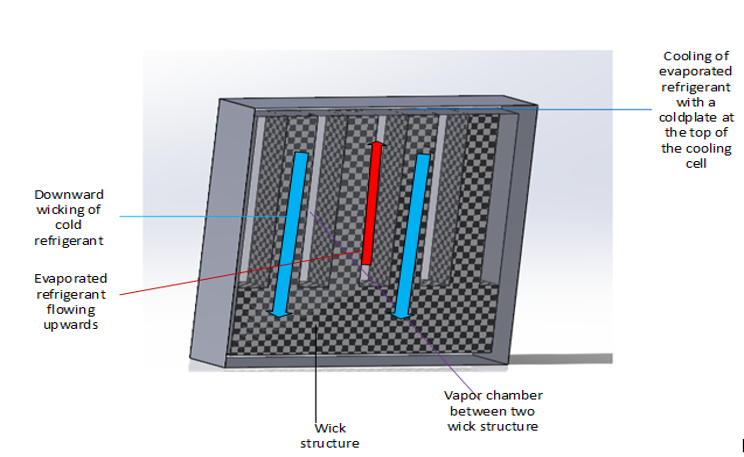 Cooling of
evaporated
refrigerant
with a
coldplate at
the top of
the cooling
cell
Downward
wicking of
cold
refrigerant
Evaporated
refrigerant
flowing
upwards
Vapor chamber
between two
wick structure
Wick
structure